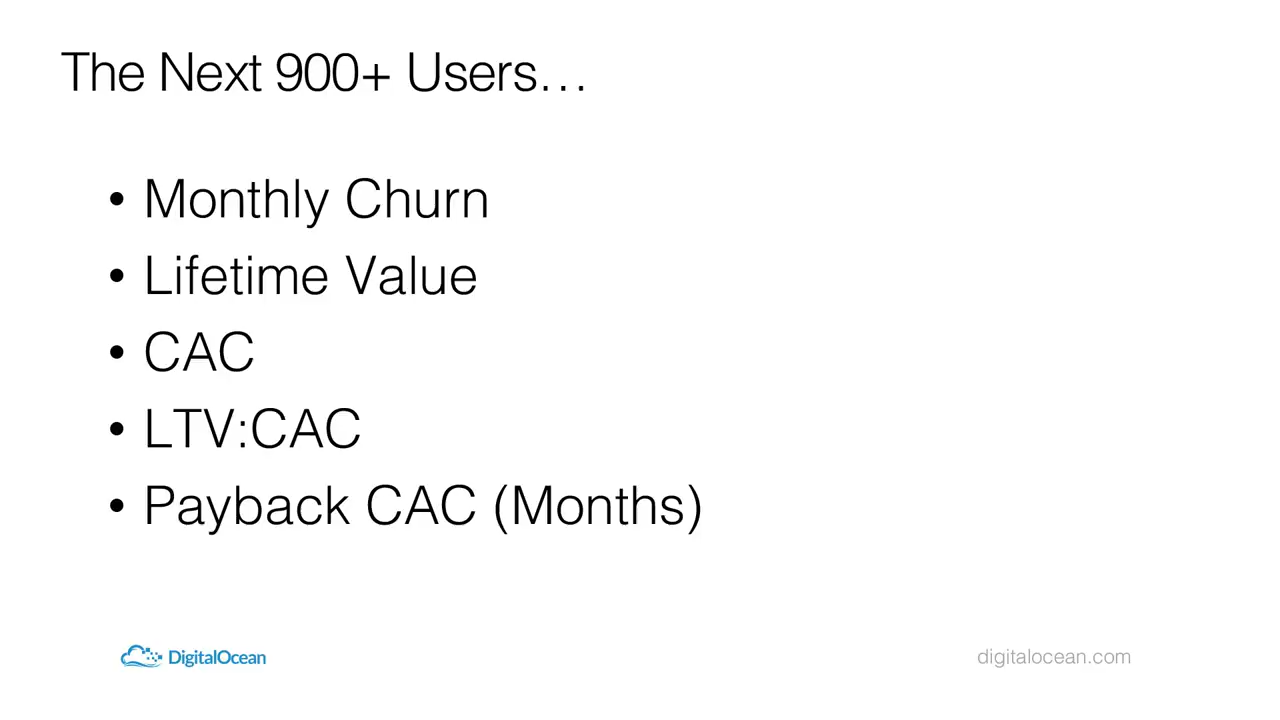 The Next 900+ Users…
• Monthly Churn
• Lifetime Value
• CAC
• LTV:CAC
• Payback CAC (Months)
DigitalOcean
digitalocean.com